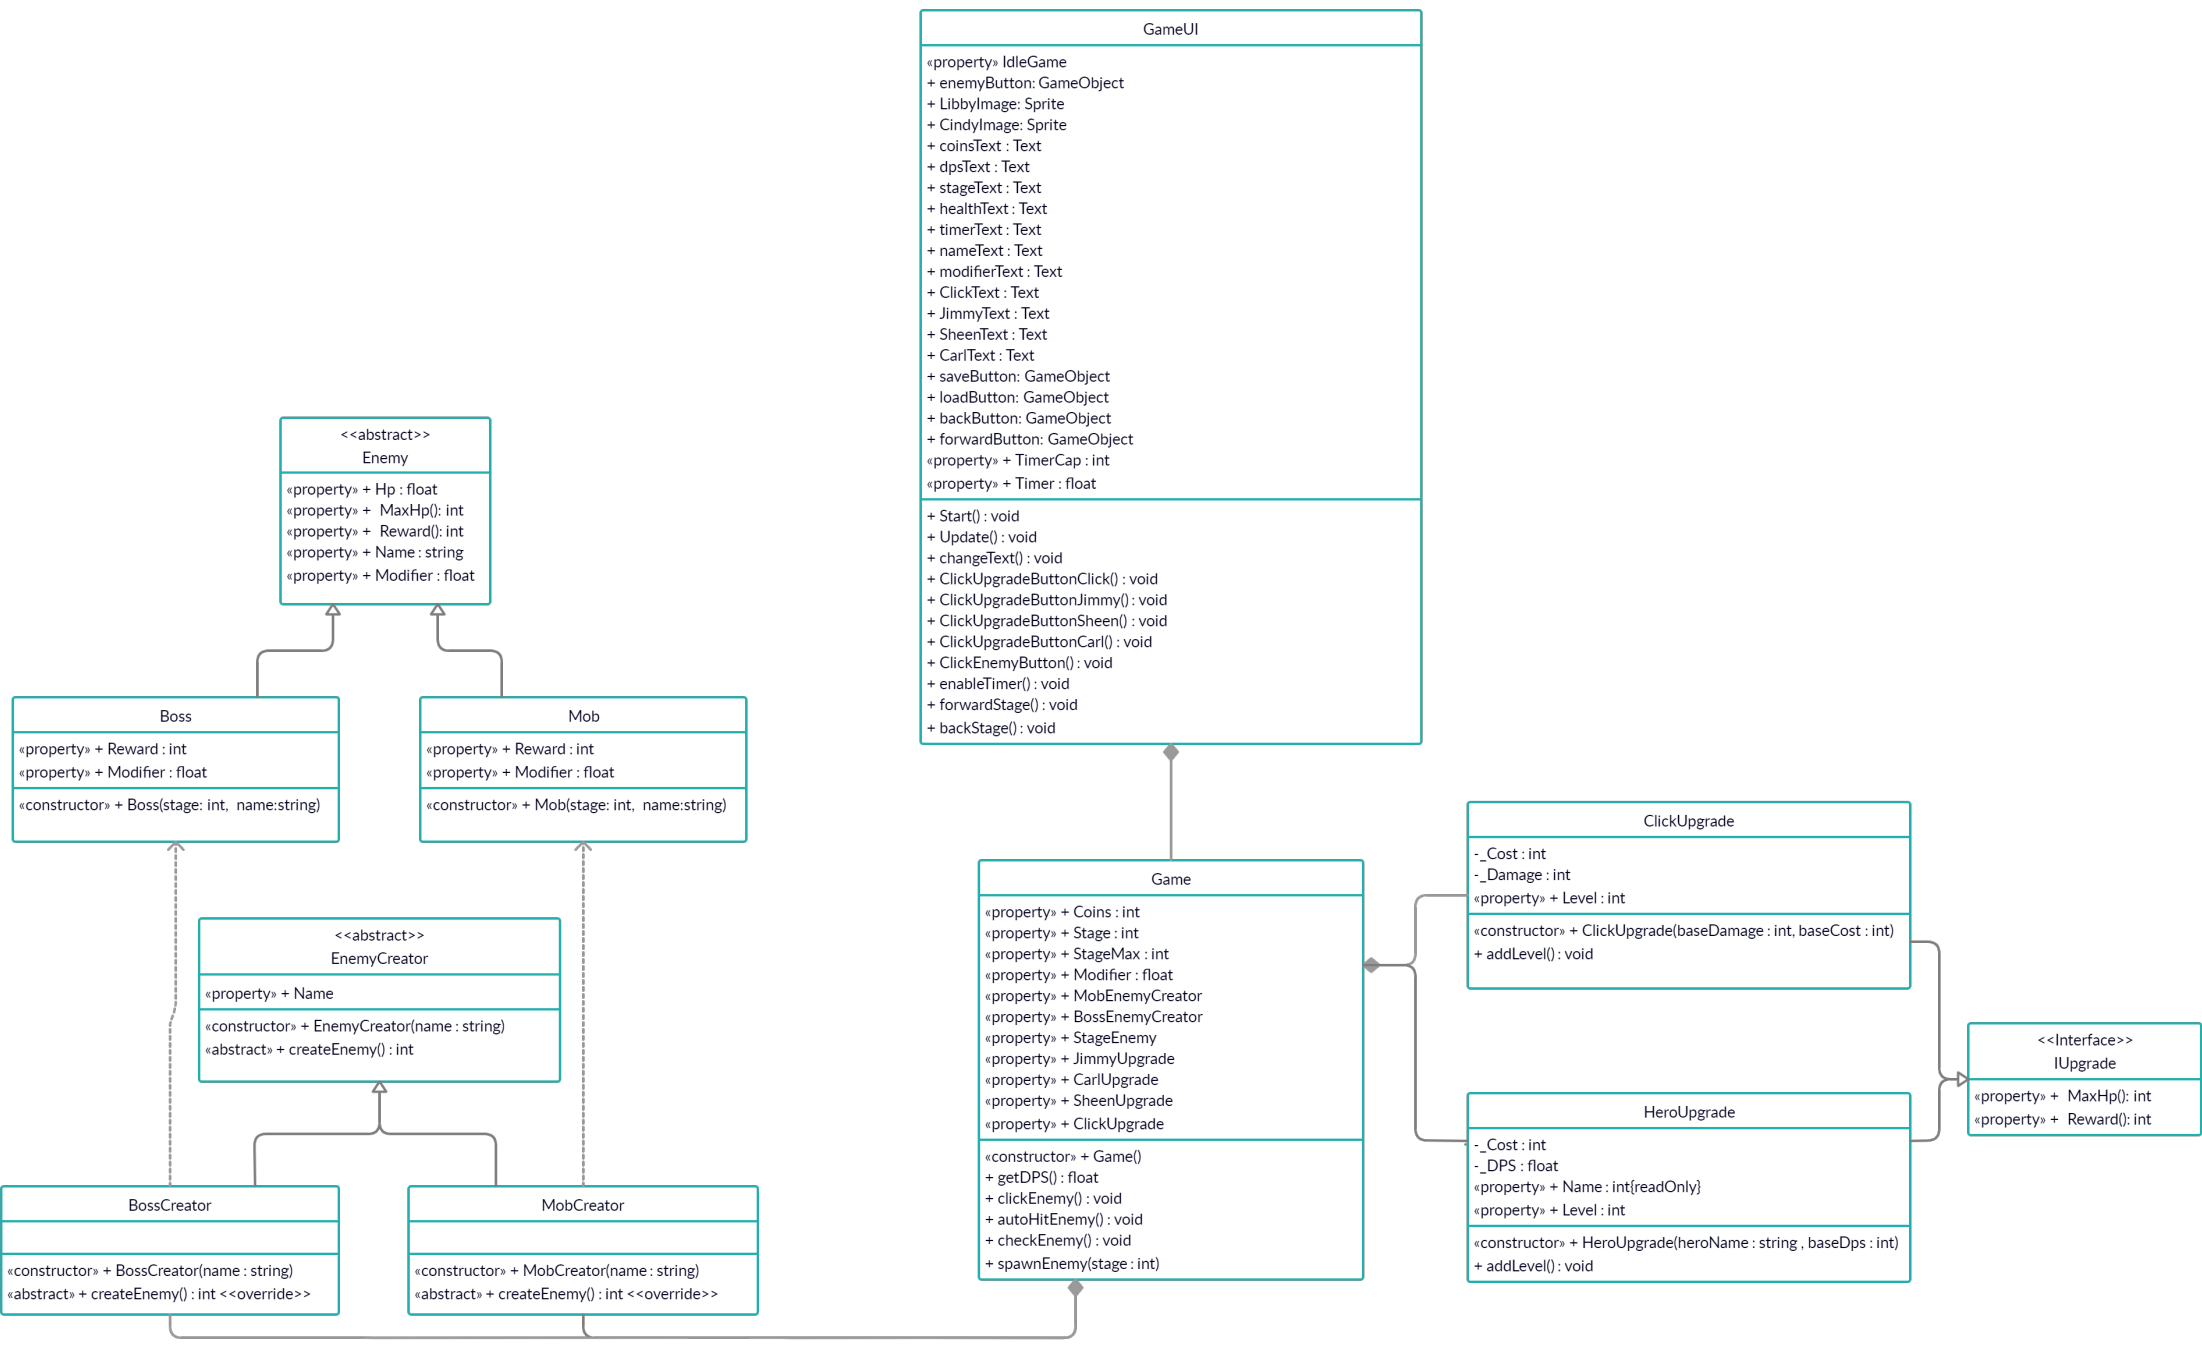 GameUI
«property» IdleGame
+ enemyButton: GameObject
+ LibbyImage: Sprite
+ CindyImage: Sprite
+ coinsText : Text
+ dpsText : Text
+ stageText : Text
+ healthText : Text
+ timerText : Text
+ nameText : Text
+ modifierText : Text
+ ClickText : Text
+ JimmyText : Text
+ SheenText : Text
+ CarlText : Text
+ saveButton: GameObject
+ loadButton: GameObject
+ backButton: GameObject
+ forwardButton: GameObject
«property» + TimerCap : int
«property» + Timer : float
+ Start() : void
+ Update() : void
+ changeText() : void
+ ClickUpgradeButtonClick() : void
+ ClickUpgradeButtonJimmy() : void
+ ClickUpgradeButtonSheen() : void
+ ClickUpgradeButtonCarl() : void
+ ClickEnemyButton() : void
+ enableTimer() : void
+ forwardStage() : void
+ backStage() : void
<<abstract>>
Enemy
«property» + Hp : float
«property» +  MaxHp(): int
«property» +  Reward(): int
«property» + Name : string
«property» + Modifier : float
Boss
«property» + Reward : int
«property» + Modifier : float
«constructor» + Boss(stage: int,  name:string)
Mob
«property» + Reward : int
«property» + Modifier : float
«constructor» + Mob(stage: int,  name:string)
<<abstract>>
EnemyCreator
«property» + Name
«constructor» + EnemyCreator(name : string)
«abstract» + createEnemy() : int
BossCreator
«constructor» + BossCreator(name : string)
«abstract» + createEnemy() : int <<override>>
MobCreator
«constructor» + MobCreator(name : string)
«abstract» + createEnemy() : int <<override>>
Game
«property» + Coins : int
«property» + Stage : int
«property» + StageMax : int
«property» + Modifier : float
«property» + MobEnemyCreator
«property» + BossEnemyCreator
«property» + StageEnemy
«property» + JimmyUpgrade
«property» + CarlUpgrade
«property» + SheenUpgrade
«property» + ClickUpgrade
«constructor» + Game()
+ getDPS() : float
+ clickEnemy() : void
+ autoHitEnemy() : void
+ checkEnemy() : void
+ spawnEnemy(stage : int)
ClickUpgrade
-_Cost : int
-_Damage : int
«property» + Level : int
«constructor» + ClickUpgrade(baseDamage : int, baseCost : int)
+ addLevel() : void
HeroUpgrade
-_Cost : int
-_DPS : float
«property» + Name : int{readOnly}
«property» + Level : int
«constructor» + HeroUpgrade(heroName : string , baseDps : int)
+ addLevel() : void
<<Interface>>
IUpgrade
«property» +  MaxHp(): int
«property» +  Reward(): int